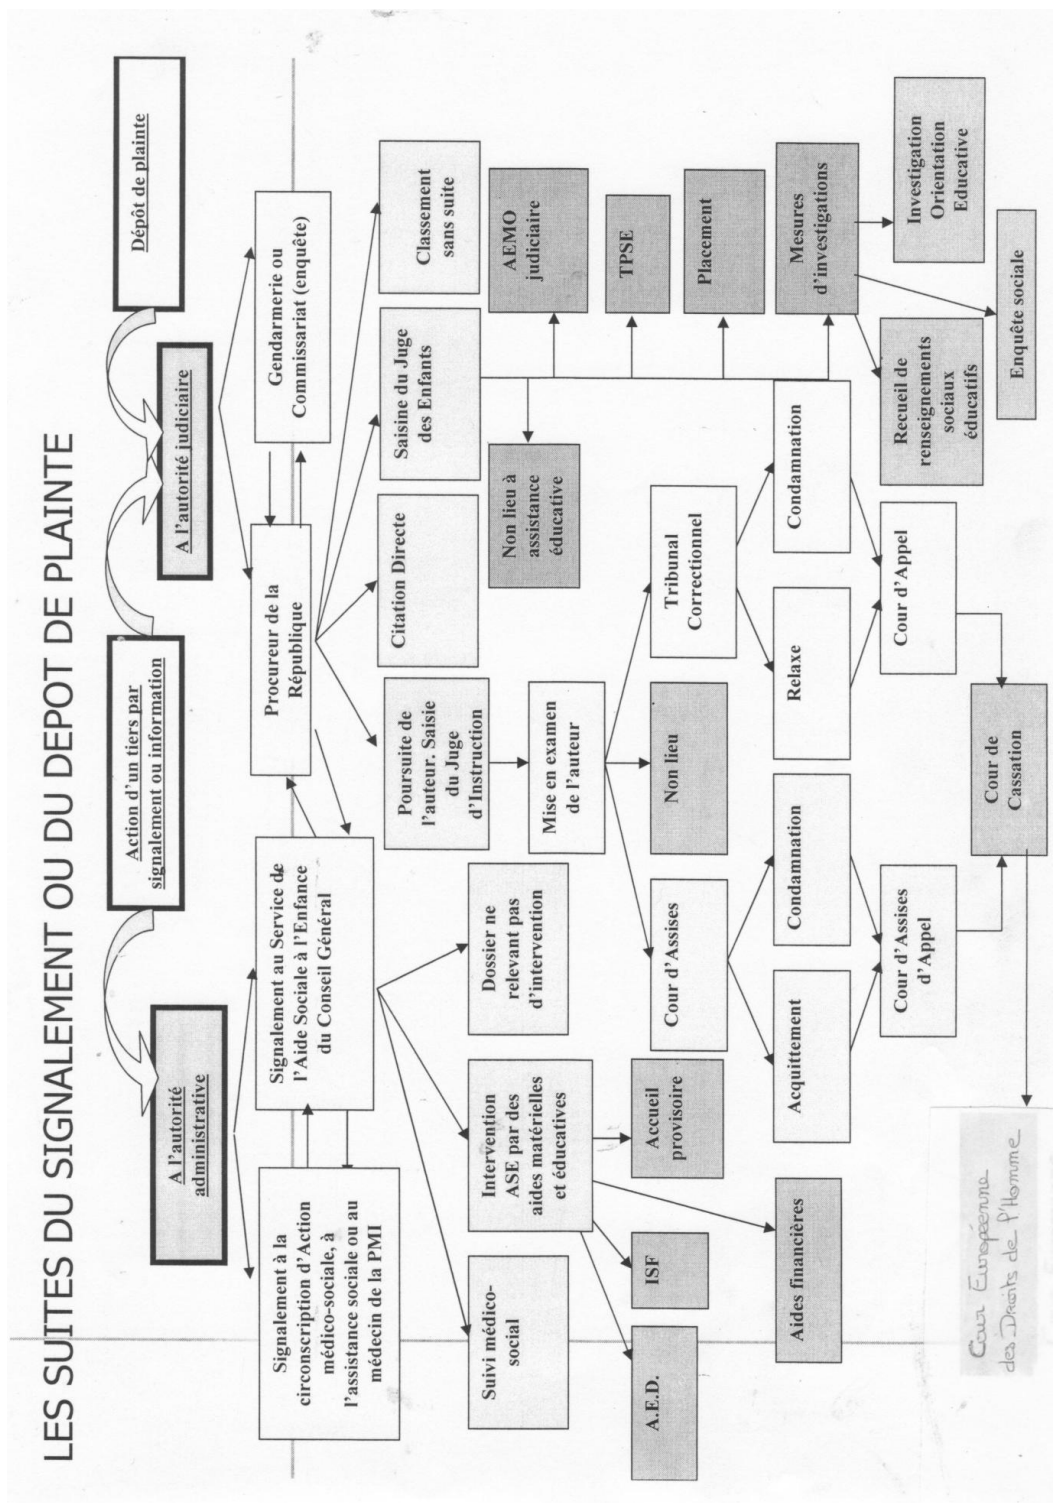 LES SUITES DU SIGNALEMENT OU DU DEPOT DE PLAINTE
Action d'un tiers par
signalement ou information
Dépôt de plainte
A l'autorité
administrative
A l'autorité judiciaire
Signalement à la
circonscription d'Action
médico-sociale, à
l'assistance sociale ou au
médecin de la PMI
Signalement au Service de
l'Aide Sociale à l'Enfance
du Conseil Général
Procureur de la
République
Gendarmerie ou
Commissariat (enquête)
Poursuite de
l'auteur. Saisie
du Juge
d'Instruction
Citation Directe
Saisine du Juge
des Enfants
Classement
sans suite
Suivi médico-
social
Intervention
ASE par des
aides matérielles
et éducatives
Dossier ne
relevant pas
d'intervention
Mise en examen
de l'auteur
Non lieu à
assistance
éducative
AEMO
judiciaire
TPSE
Placement
Mesures
d'investigations
A.E.D.
ISF
Accueil
provisoire
Aides financières
Cour d'Assises
Non lieu
Tribunal
Correctionnel
Acquittement
Condamnation
Relaxe
Condamnation
Recueil de
renseignements
sociaux
éducatifs
Investigation
Orientation
Educative
Enquête sociale
Cour d'Assises
d'Appel
Cour d'Appel
Cour de
Cassation
Cour Européenne
des Droits de l'Homme